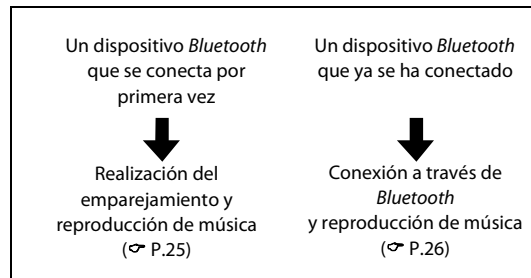 Un dispositivo Bluetooth
que se conecta por
primera vez
Realización del
emparejamiento y
reproducción de música
(☞ P.25)
Un dispositivo Bluetooth
que ya se ha conectado
Conexión a través de
Bluetooth
y reproducción de música
(☞ P.26)